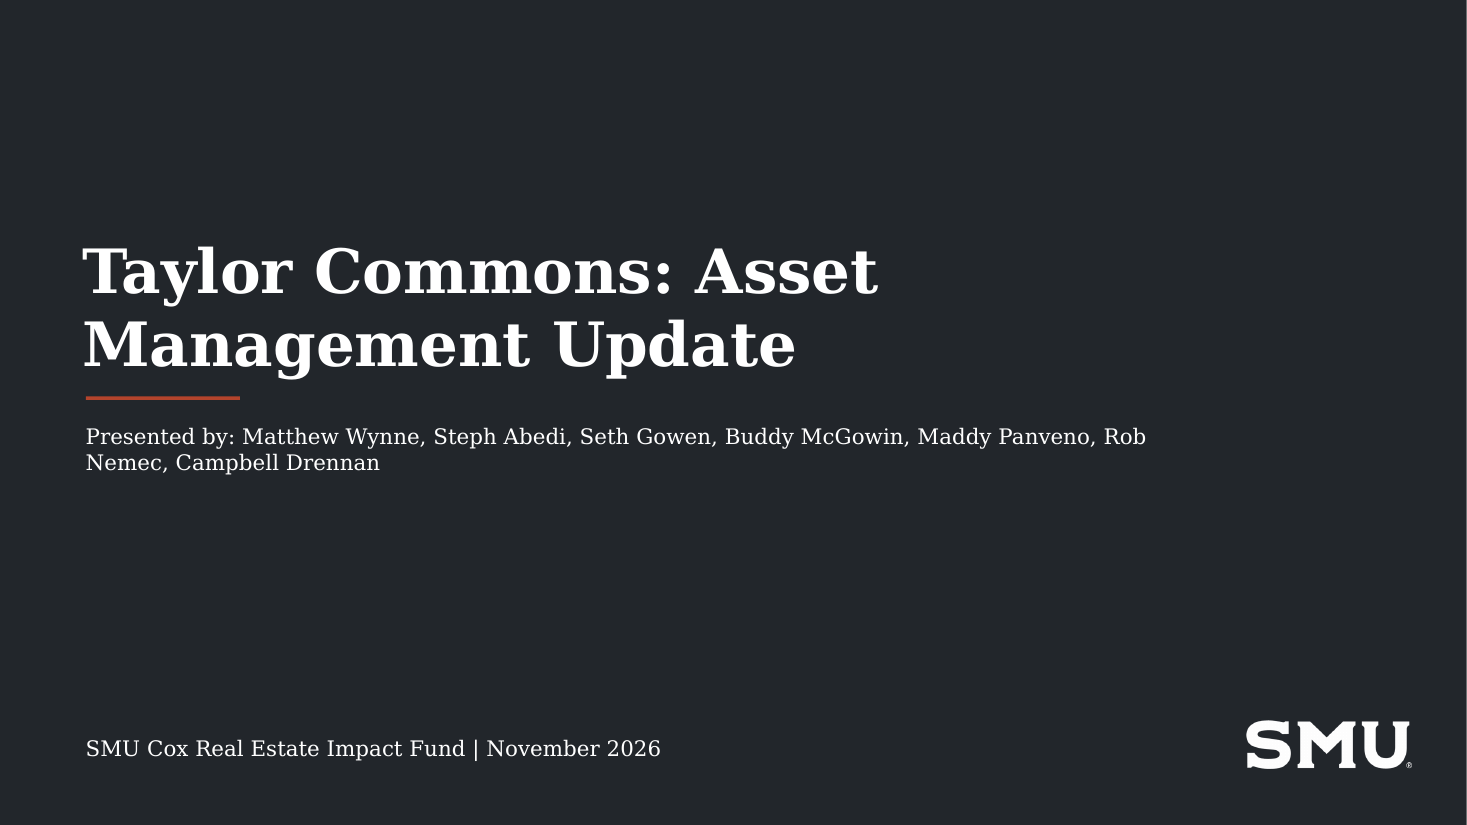 Taylor Commons: Asset
Management Update
Presented by: Matthew Wynne, Steph Abedi, Seth Gowen, Buddy McGowin, Maddy Panveno, Rob
Nemec, Campbell Drennan
SMU Cox Real Estate Impact Fund | November 2026
SMU®